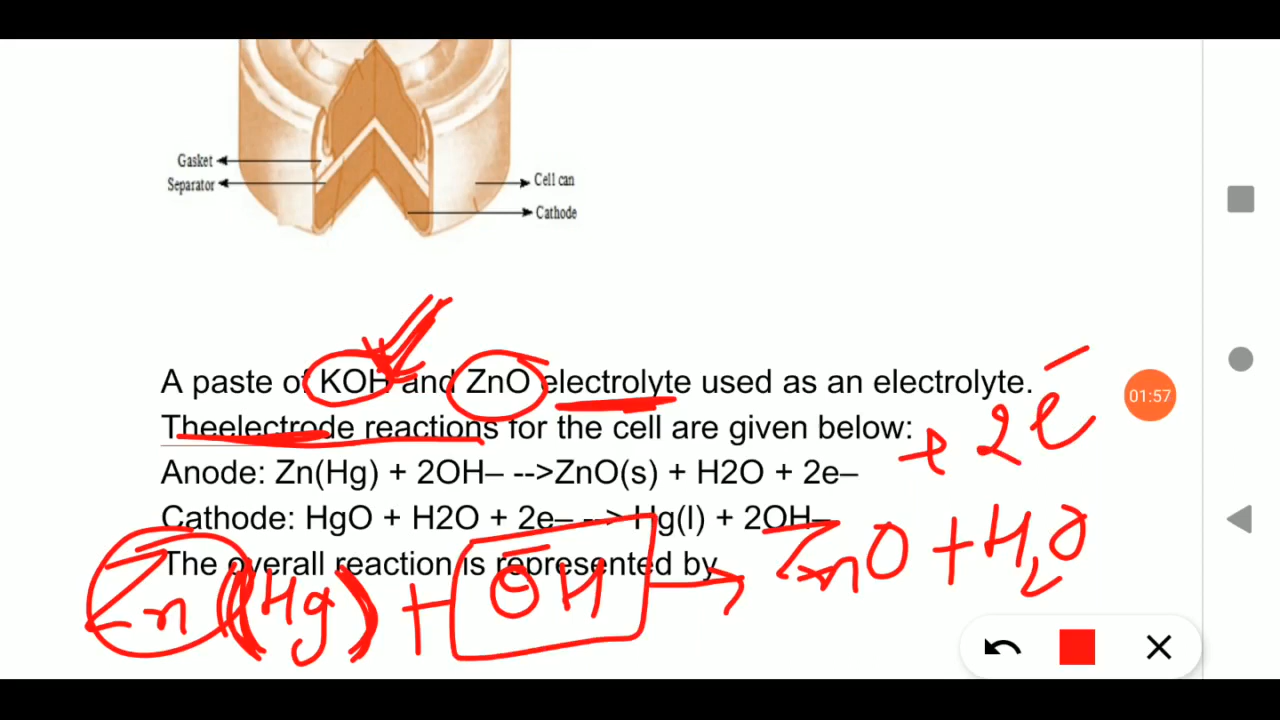 Gasket
Separator
Cell can
Cathode
A paste of KOH and ZnO electrolyte used as an electrolyte.
Theelectrode reactions for the cell are given below:
01:57
+ 2e̅
Anode: Zn(Hg) + 2OH– -->ZnO(s) + H2O + 2e–
Cathode: HgO + H2O + 2e– --> Hg(l) + 2OH–
The overall reaction is represented by
Zn(Hg) + O̅H → ZnO + H2O